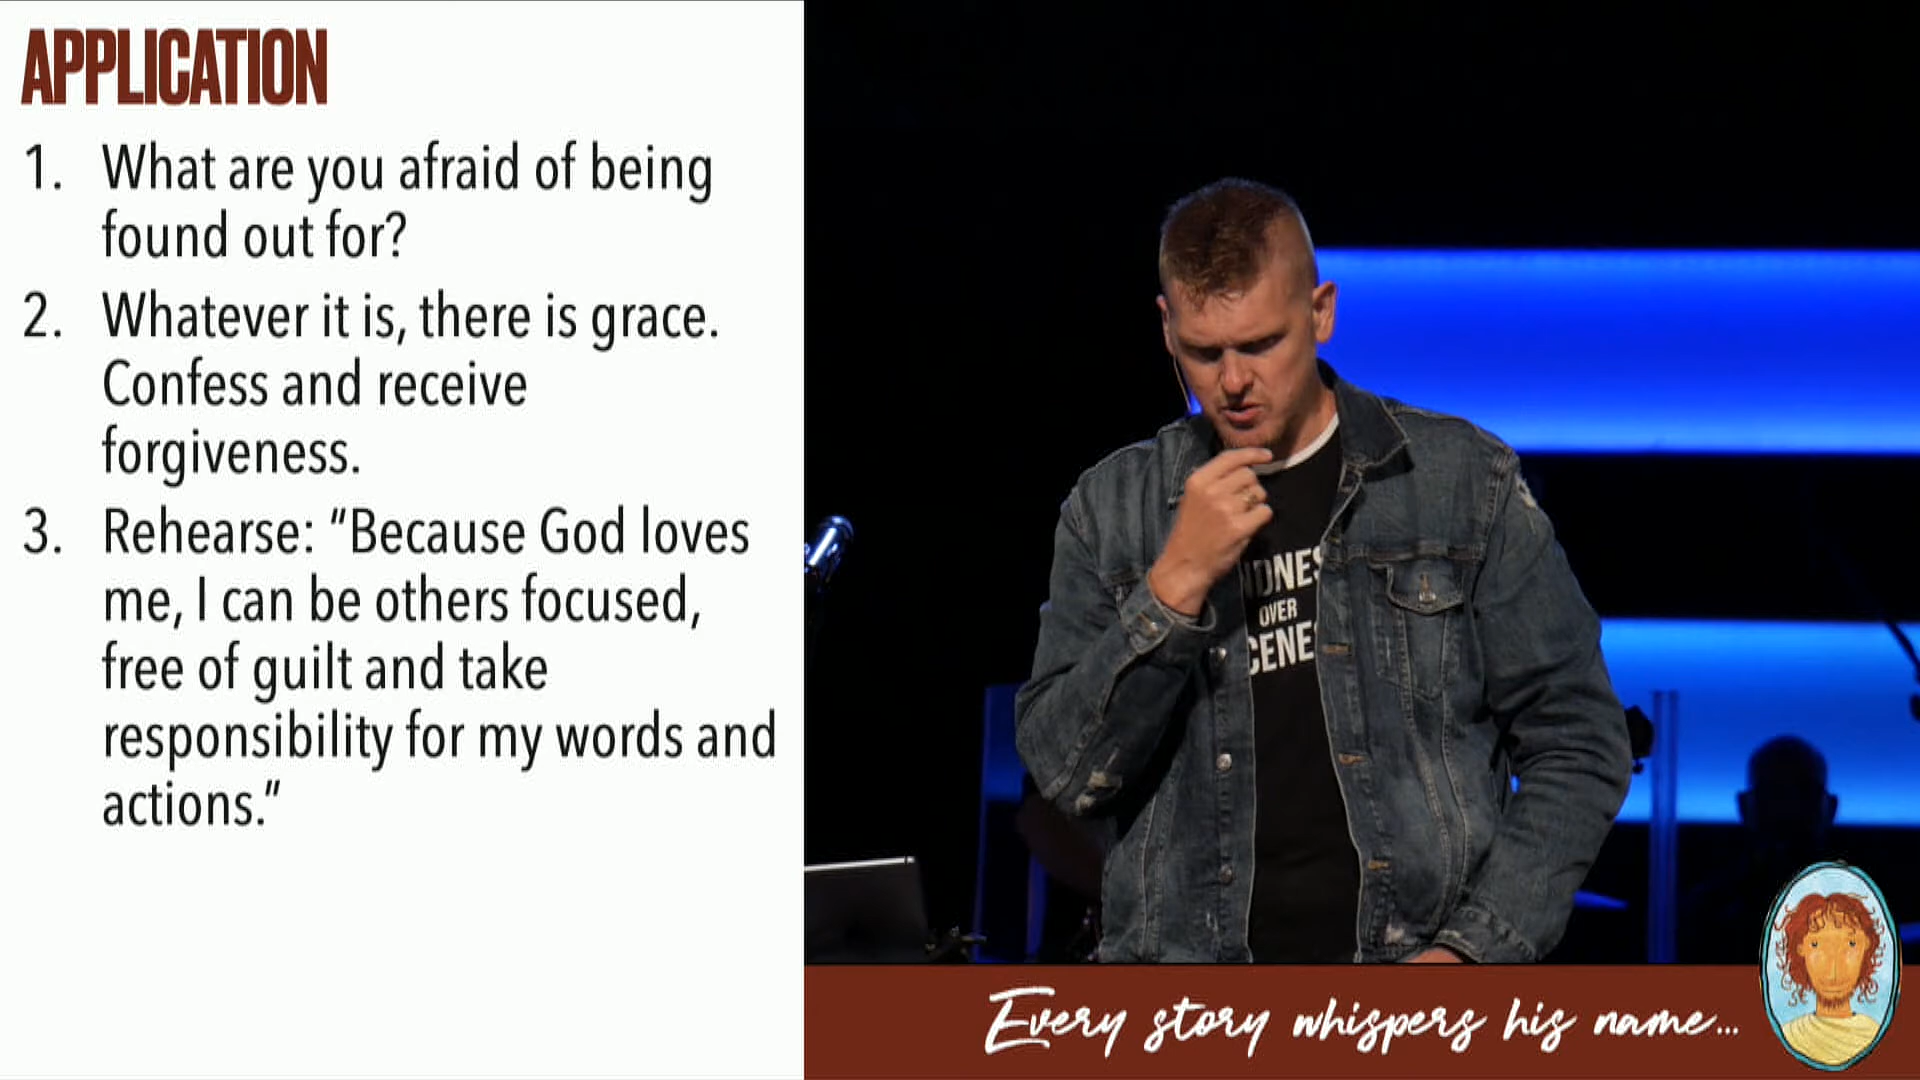 APPLICATION
1. What are you afraid of being
found out for?
2. Whatever it is, there is grace.
Confess and receive
forgiveness.
3. Rehearse: “Because God loves
me, I can be others focused,
free of guilt and take
responsibility for my words and
actions.”
OVER
Every story whispers his name...